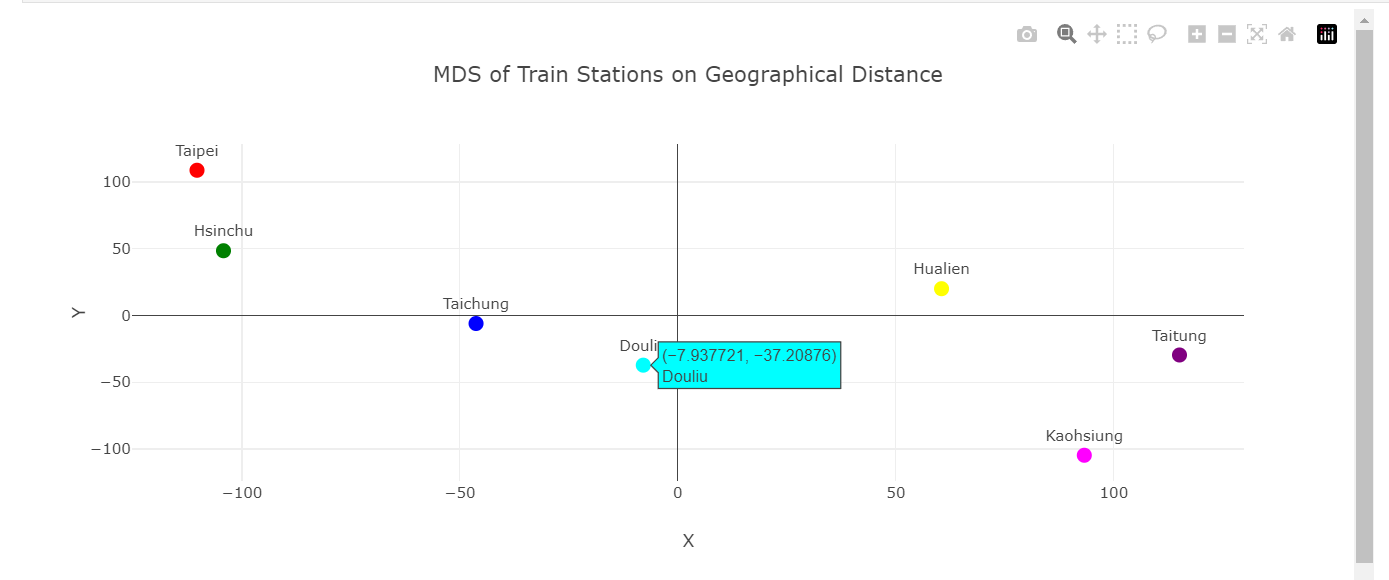 MDS of Train Stations on Geographical Distance
Taipei
100
Hsinchu
50
Hualien
Taichung
Y
0
Taitung
Douli
(−7.937721, −37.20876)
Douliu
−50
Kaohsiung
−100
−100 −50 0 50 100
X